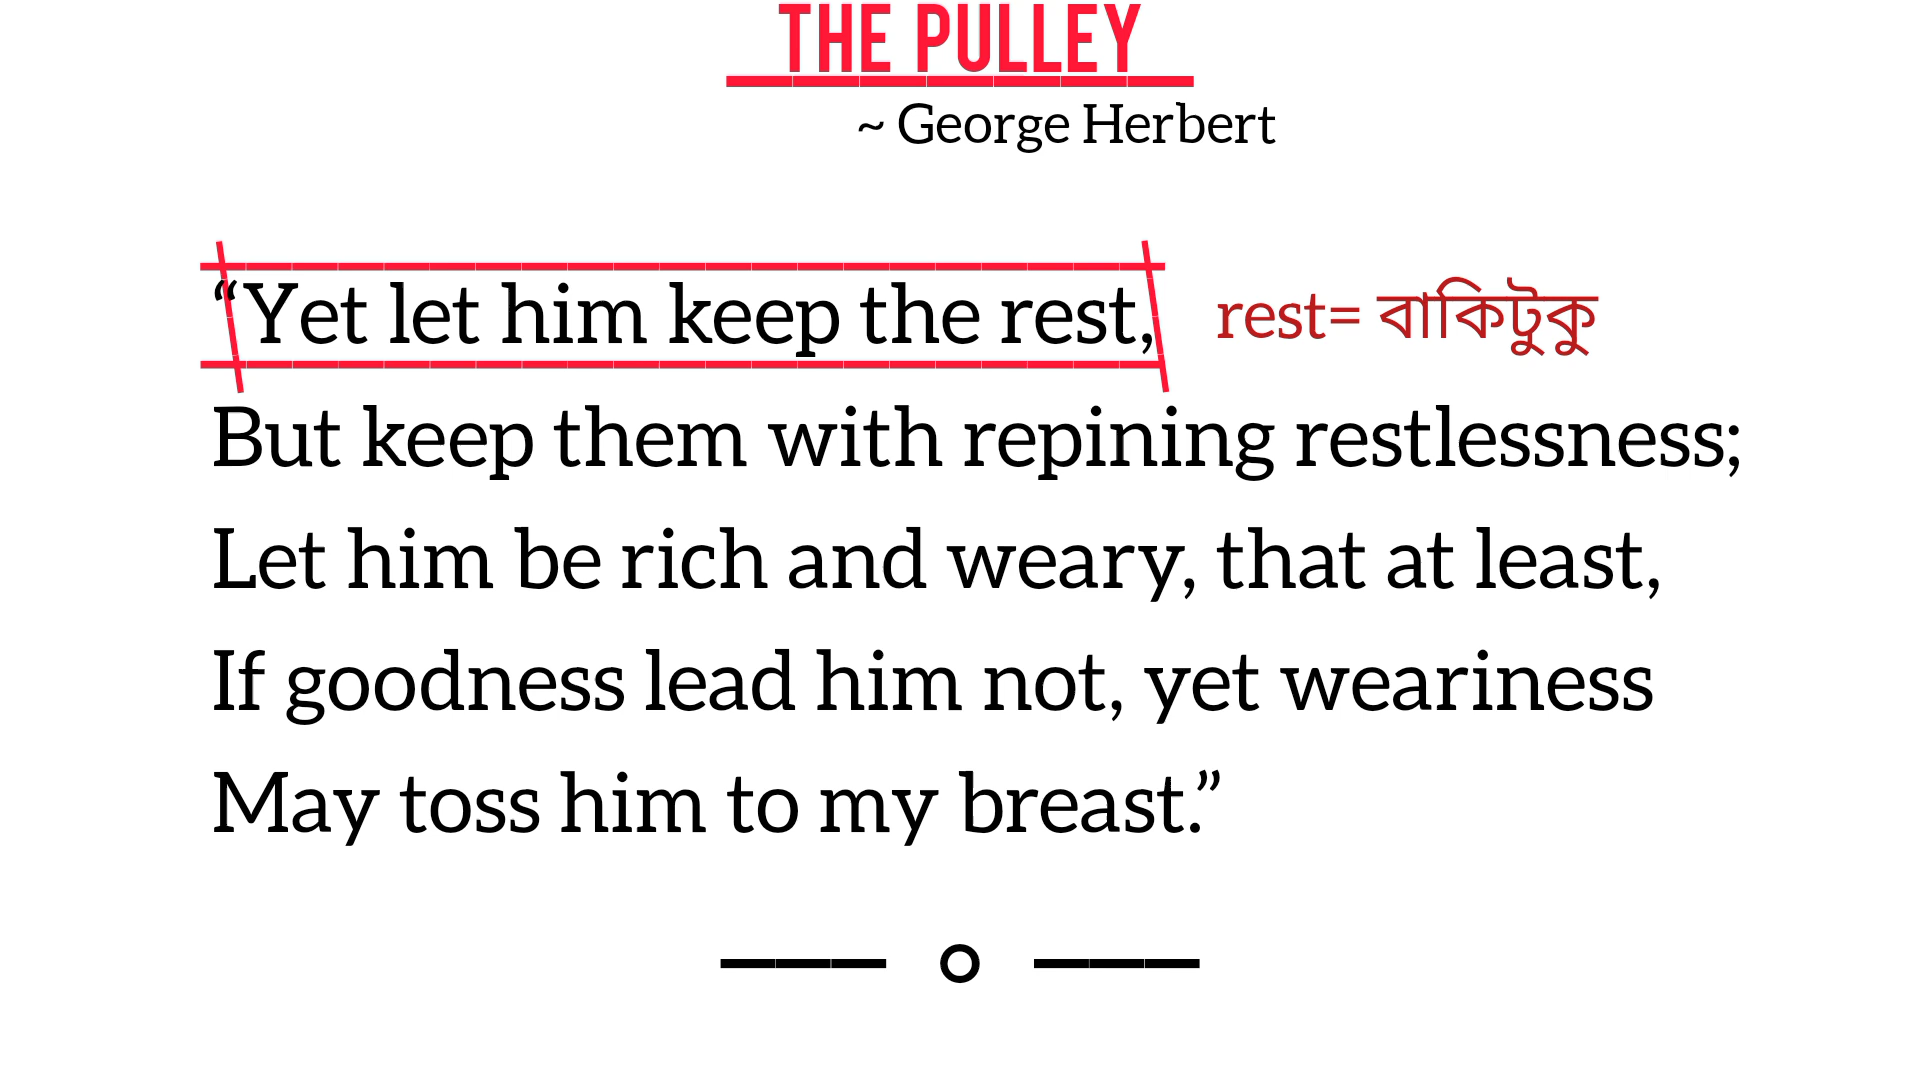 THE PULLEY
~ George Herbert
“Yet let him keep the rest, rest= বাকিটুকু
But keep them with repining restlessness;
Let him be rich and weary, that at least,
If goodness lead him not, yet weariness
May toss him to my breast.”